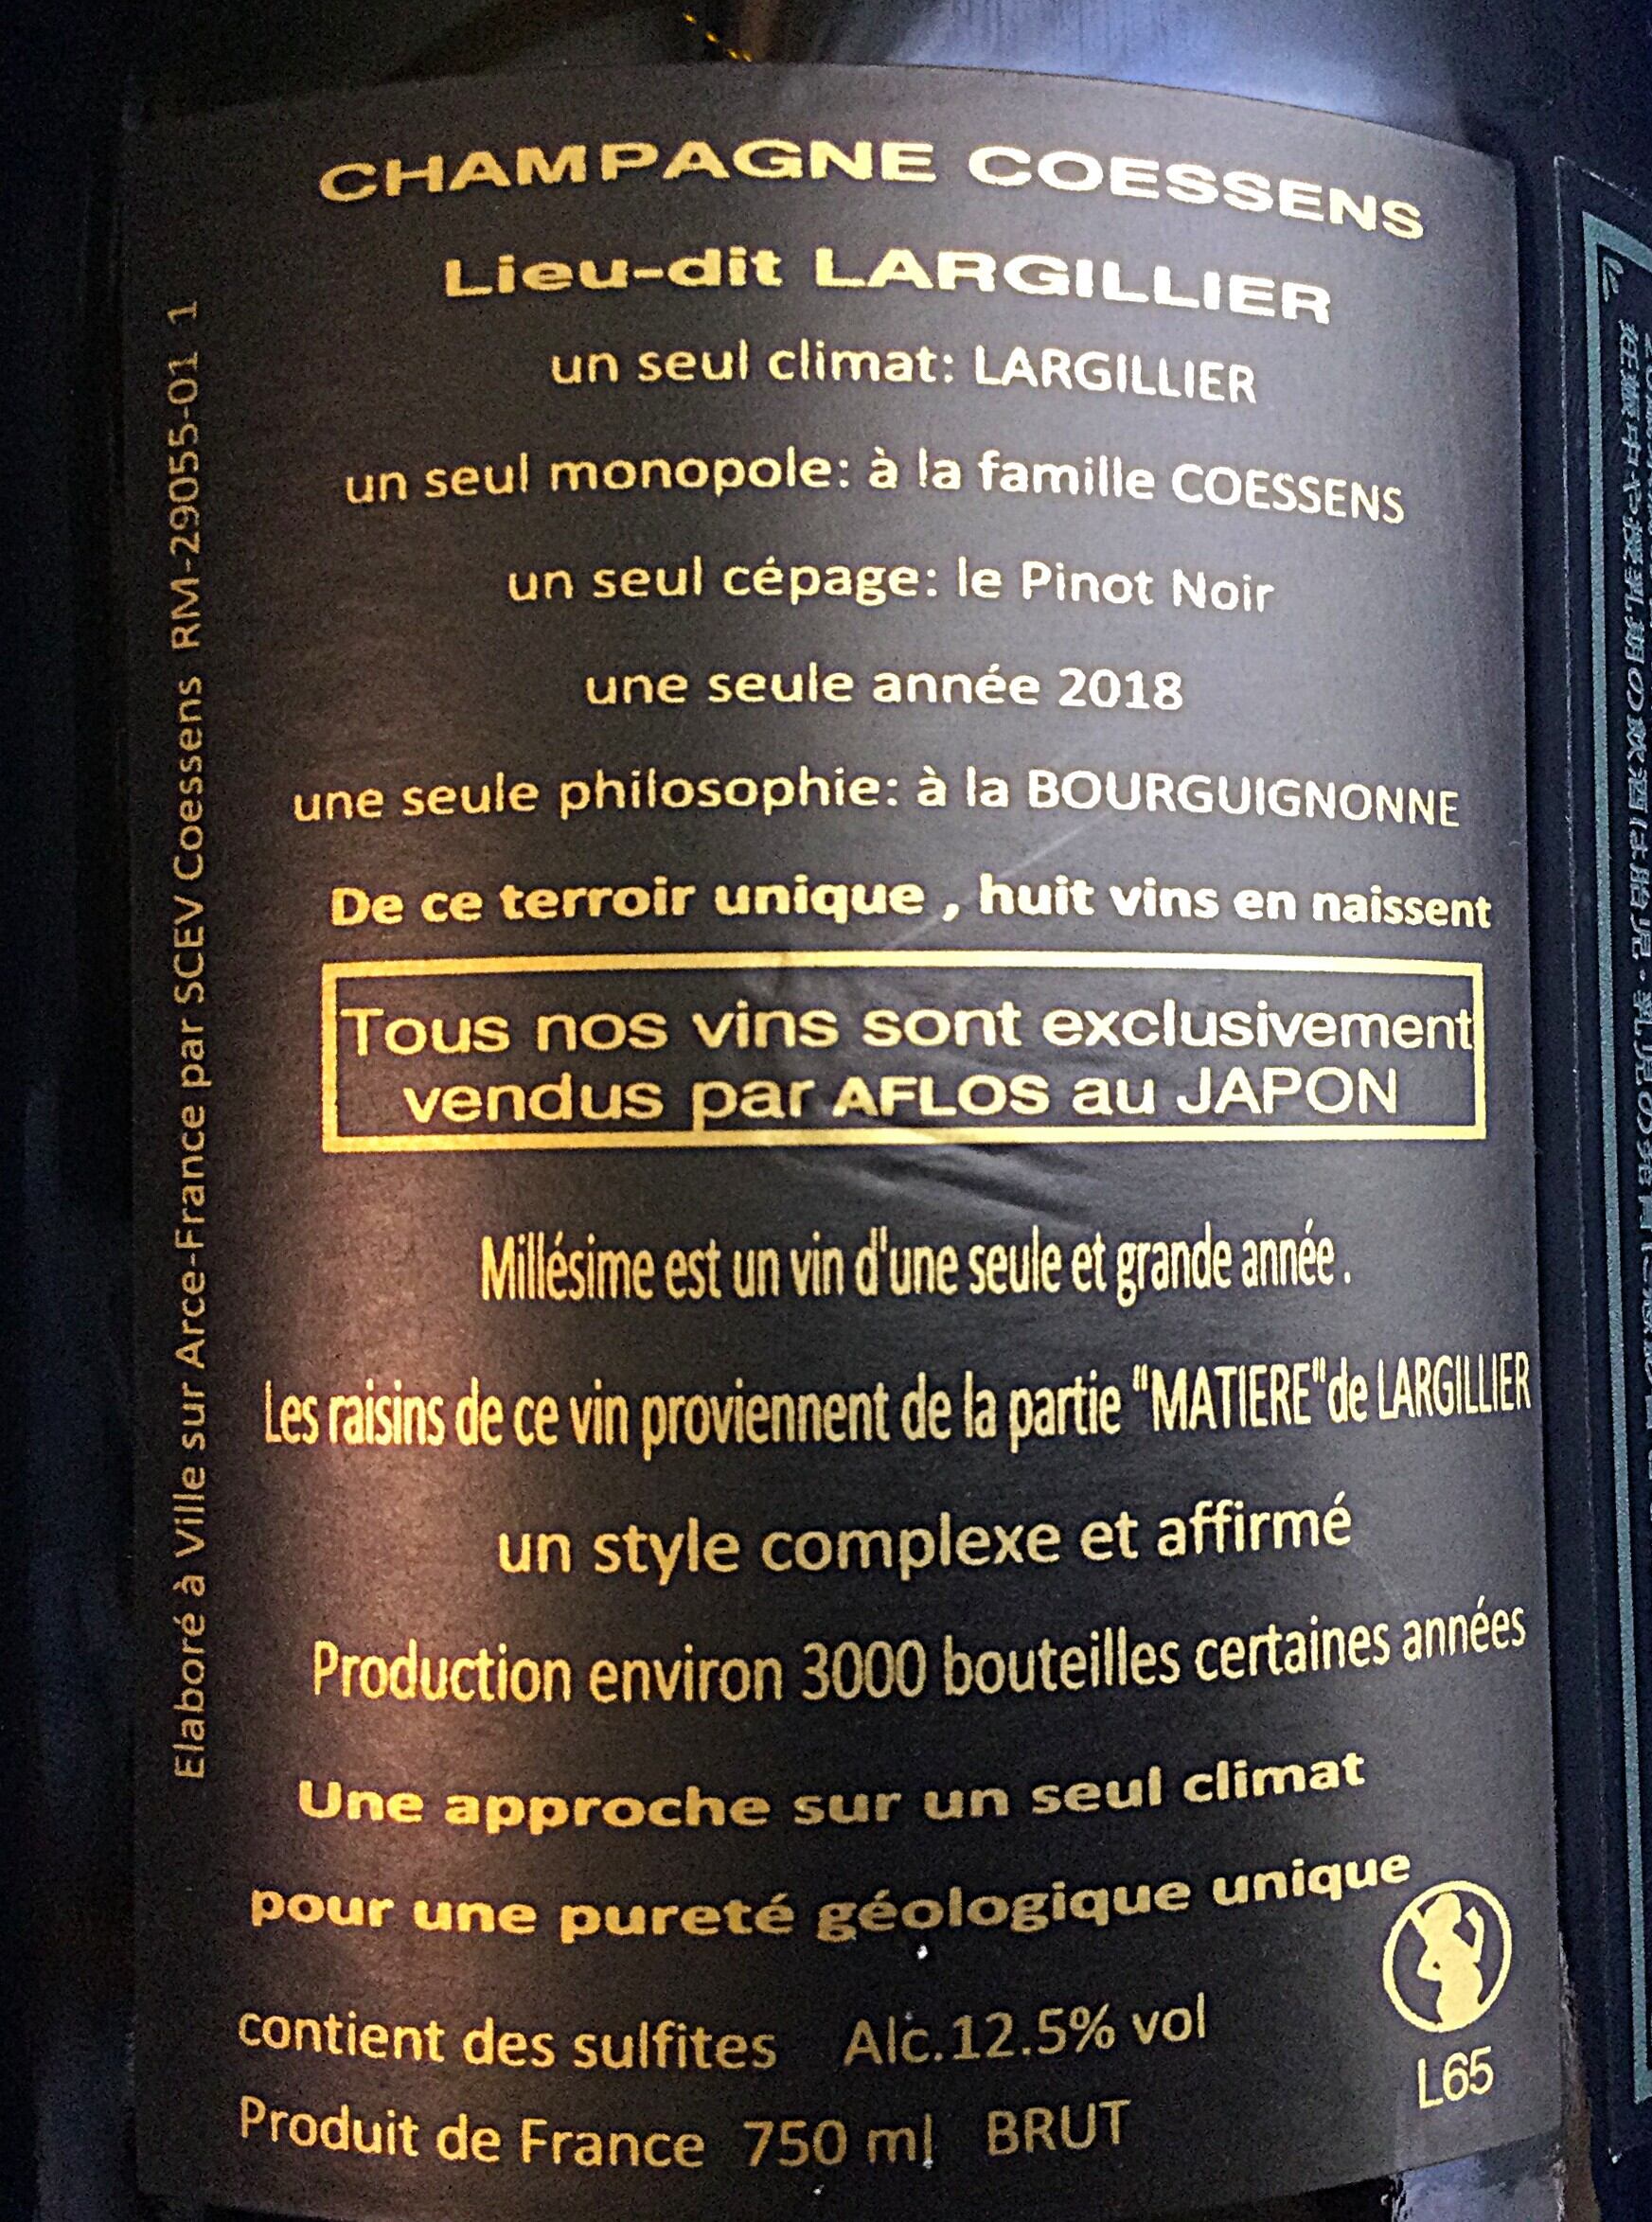 CHAMPAGNE COESSENS
Lieu-dit LARGILLIER
un seul climat: LARGILLIER
un seul monopole: à la famille COESSENS
un seul cépage: le Pinot Noir
une seule année 2018
une seule philosophie: à la BOURGUIGNONNE
De ce terroir unique , huit vins en naissent
Tous nos vins sont exclusivement
vendus par AFLOS au JAPON
Millésime est un vin d'une seule et grande année.
Les raisins de ce vin proviennent de la partie "MATIERE"de LARGILLIER
un style complexe et affirmé
Production environ 3000 bouteilles certaines années
Une approche sur un seul climat
pour une pureté géologique unique
contient des sulfites Alc.12.5% vol
Produit de France 750 ml BRUT
L65
Elaboré à Ville sur Arce-France par SCEV Coessens RM-29055-01 1